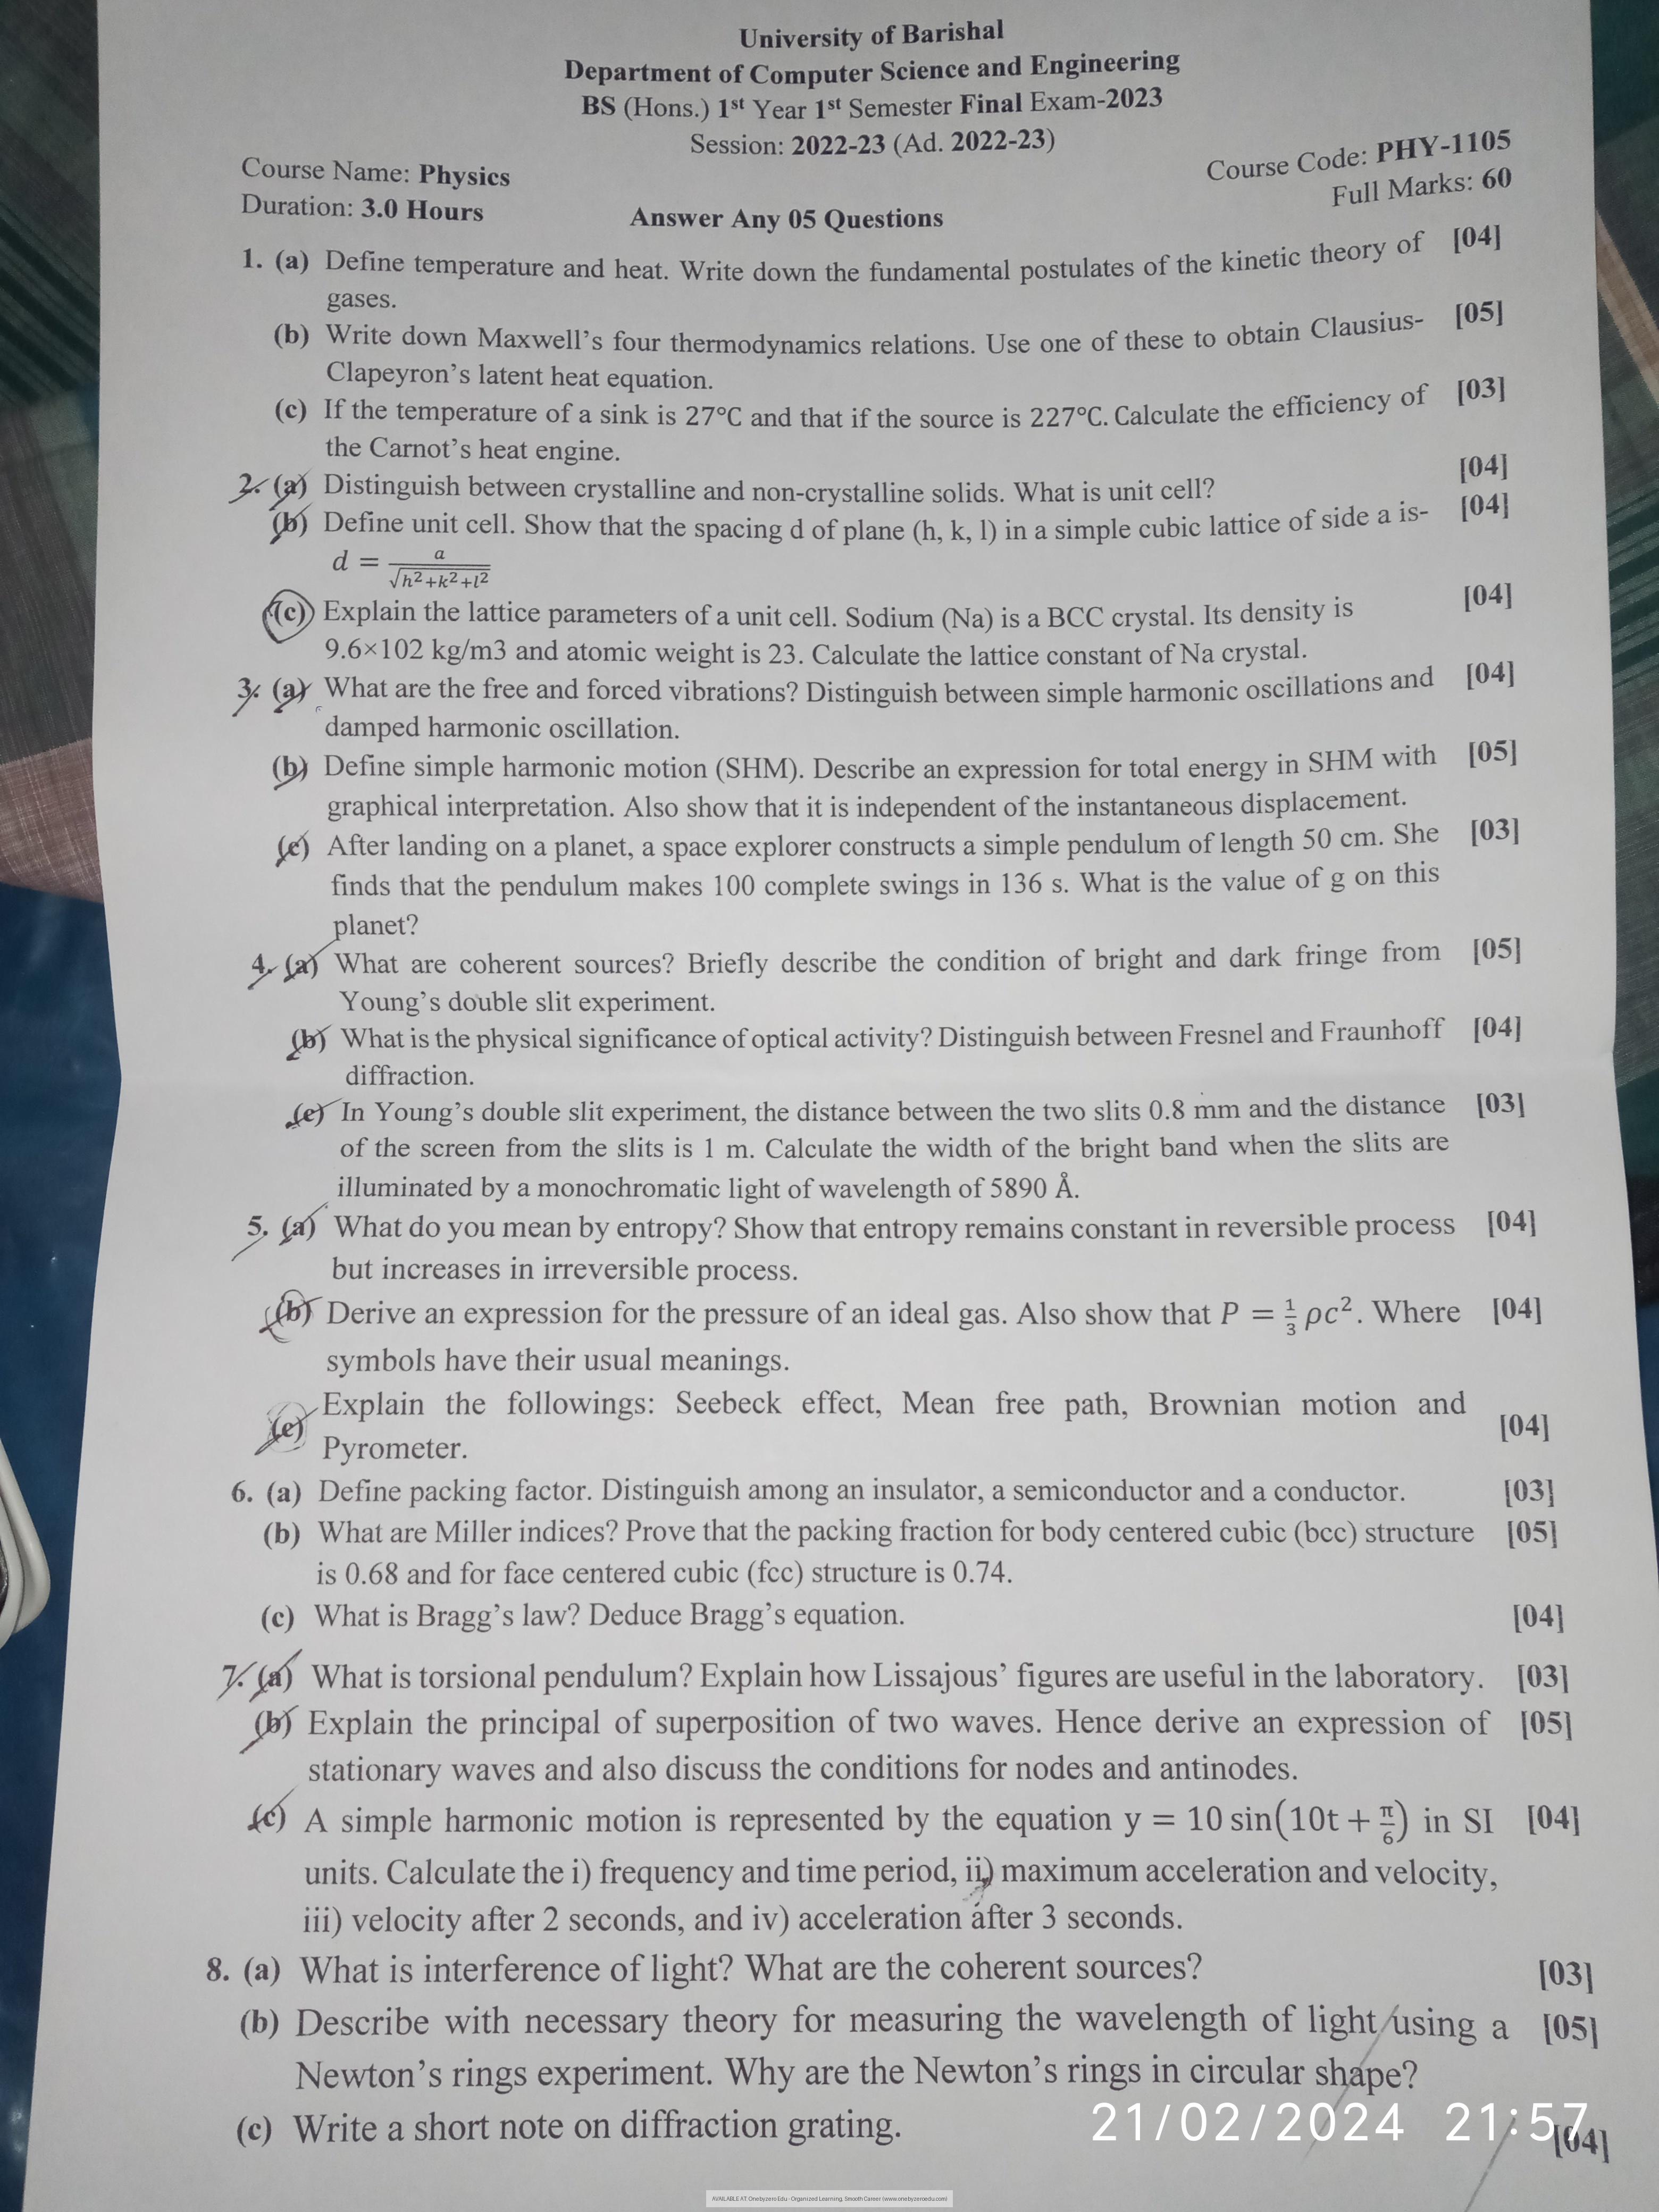 University of Barishal
Department of Computer Science and Engineering
BS (Hons.) 1st Year 1st Semester Final Exam-2023
Session: 2022-23 (Ad. 2022-23)
Course Name: Physics
Course Code: PHY-1105
Duration: 3.0 Hours
Full Marks: 60
Answer Any 05 Questions
1. (a) Define temperature and heat. Write down the fundamental postulates of the kinetic theory of [04]
gases.
(b) Write down Maxwell's four thermodynamics relations. Use one of these to obtain Clausius- [05]
Clapeyron's latent heat equation.
(c) If the temperature of a sink is 27°C and that if the source is 227°C. Calculate the efficiency of [03]
the Carnot's heat engine.
2. (a) Distinguish between crystalline and non-crystalline solids. What is unit cell? [04]
(b) Define unit cell. Show that the spacing d of plane (h, k, l) in a simple cubic lattice of side a is- [04]
d = a/√(h²+k²+l²)
(c) Explain the lattice parameters of a unit cell. Sodium (Na) is a BCC crystal. Its density is [04]
9.6×102 kg/m3 and atomic weight is 23. Calculate the lattice constant of Na crystal.
3. (a) What are the free and forced vibrations? Distinguish between simple harmonic oscillations and [04]
damped harmonic oscillation.
(b) Define simple harmonic motion (SHM). Describe an expression for total energy in SHM with [05]
graphical interpretation. Also show that it is independent of the instantaneous displacement.
(c) After landing on a planet, a space explorer constructs a simple pendulum of length 50 cm. She [03]
finds that the pendulum makes 100 complete swings in 136 s. What is the value of g on this
planet?
4. (a) What are coherent sources? Briefly describe the condition of bright and dark fringe from [05]
Young's double slit experiment.
(b) What is the physical significance of optical activity? Distinguish between Fresnel and Fraunhoff [04]
diffraction.
(c) In Young's double slit experiment, the distance between the two slits 0.8 mm and the distance [03]
of the screen from the slits is 1 m. Calculate the width of the bright band when the slits are
illuminated by a monochromatic light of wavelength of 5890 Å.
5. (a) What do you mean by entropy? Show that entropy remains constant in reversible process [04]
but increases in irreversible process.
(b) Derive an expression for the pressure of an ideal gas. Also show that P = 1/3 ρc². Where [04]
symbols have their usual meanings.
(c) Explain the followings: Seebeck effect, Mean free path, Brownian motion and [04]
Pyrometer.
6. (a) Define packing factor. Distinguish among an insulator, a semiconductor and a conductor. [03]
(b) What are Miller indices? Prove that the packing fraction for body centered cubic (bcc) structure [05]
is 0.68 and for face centered cubic (fcc) structure is 0.74.
(c) What is Bragg's law? Deduce Bragg's equation. [04]
7. (a) What is torsional pendulum? Explain how Lissajous' figures are useful in the laboratory. [03]
(b) Explain the principal of superposition of two waves. Hence derive an expression of [05]
stationary waves and also discuss the conditions for nodes and antinodes.
(c) A simple harmonic motion is represented by the equation y = 10 sin(10t + π/6) in SI [04]
units. Calculate the i) frequency and time period, ii) maximum acceleration and velocity,
iii) velocity after 2 seconds, and iv) acceleration after 3 seconds.
8. (a) What is interference of light? What are the coherent sources? [03]
(b) Describe with necessary theory for measuring the wavelength of light using a [05]
Newton's rings experiment. Why are the Newton's rings in circular shape?
(c) Write a short note on diffraction grating. [04]
21/02/2024 21:57
AVAILABLE AT Onebyzero Edu - Organized Learning, Smooth Career (www.onebyzeroedu.com)